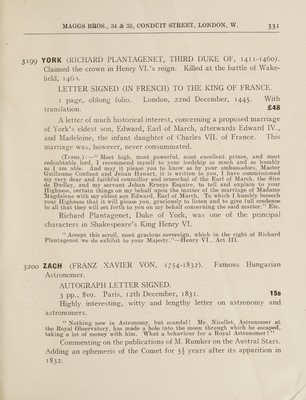 MAGGS BROS., 34 & 35, CONDUIT STREET, LONDON, W. 331
3199 YORK (RICHARD PLANTAGENET, THIRD DUKE OF, 1411-1460).
Claimed the crown in Henry VI.'s reign. Killed at the battle of Wake-
field, 1460.
LETTER SIGNED (IN FRENCH) TO THE KING OF FRANCE.
1 page, oblong folio. London, 22nd December, 1445. With
translation. £48
A letter of much historical interest, concerning a proposed marriage
of York's eldest son, Edward, Earl of March, afterwards Edward IV.,
and Madeleine, the infant daughter of Charles VII. of France. This
marriage was, however, never consummated.
(Trans.):—"Most high, most powerful, most excellent prince, and most
redoubtable lord, I recommend myself to your lordship as much and as humbly
as I am able. And may it please you to know as by your ambassadors, Master
Guillaume Confinot and Johan Hanart, it is written to you, I have commissioned
my very dear and faithful councillor and seneschal of the Earl of March, the Sire
de Dudley, and my servant Johan Erneys Esquire, to tell and explain to your
Highness, certain things on my behalf upon the matter of the marriage of Madame
Magdaleine with my eldest son Edward, Earl of March. To which I humbly beseech
your Highness that it will please you, graciously to listen and to give full credence
to all that they will set forth to you on my behalf concerning the said matter." Etc.
Richard Plantagenet, Duke of York, was one of the principal
characters in Shakespeare's King Henry VI.
"Accept this scroll, most gracious sovereign, which in the right of Richard
Plantagenet we do exhibit to your Majesty."—Henry VI., Act III.
3200 ZACH (FRANZ XAVIER VON, 1754-1832). Famous Hungarian
Astronomer.
AUTOGRAPH LETTER SIGNED.
3 pp., 8vo. Paris, 12th December, 1831. 15s
Highly interesting, witty and lengthy letter on astronomy and
astronomers.
"Nothing new in Astronomy, but scandal! Mr. Nicollet, Astronomer at
the Royal Observatory, has made a hole into the moon through which he escaped,
taking a lot of money with him. What a behaviour for a Royal Astronomer!"
Commenting on the publications of M. Rumker on the Austral Stars.
Adding an ephemeris of the Comet for 3½ years after its apparition in
1832.